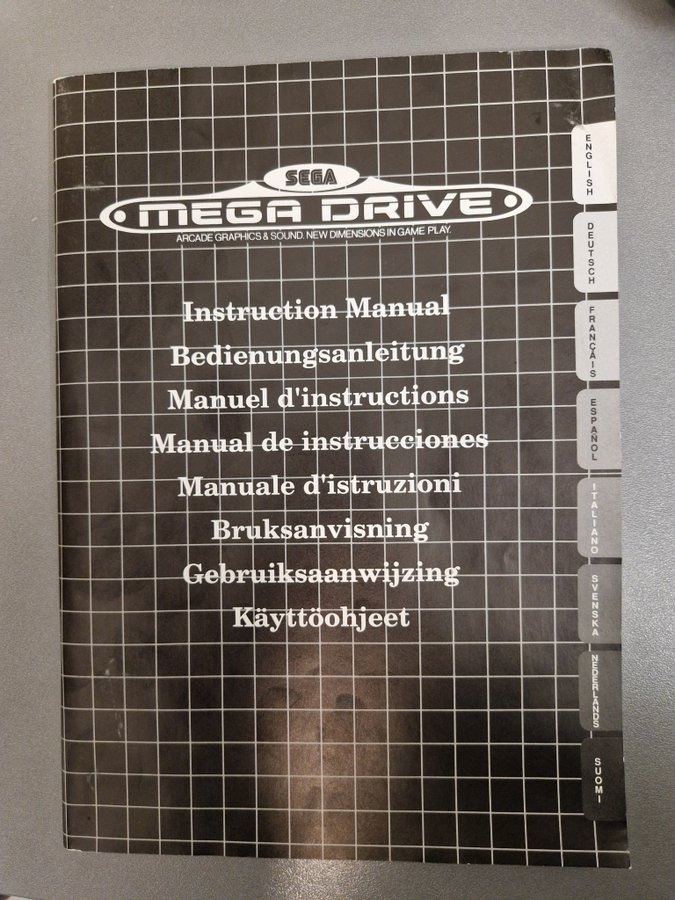 SEGA
MEGA DRIVE
ARCADE GRAPHICS & SOUND. NEW DIMENSIONS IN GAME PLAY.
Instruction Manual
Bedienungsanleitung
Manuel d'instructions
Manual de instrucciones
Manuale d'istruzioni
Bruksanvisning
Gebruiksaanwijzing
Käyttöohjeet
ENGLISH
DEUTSCH
FRANÇAIS
ESPAÑOL
ITALIANO
SVENSKA
NEDERLANDS
SUOMI